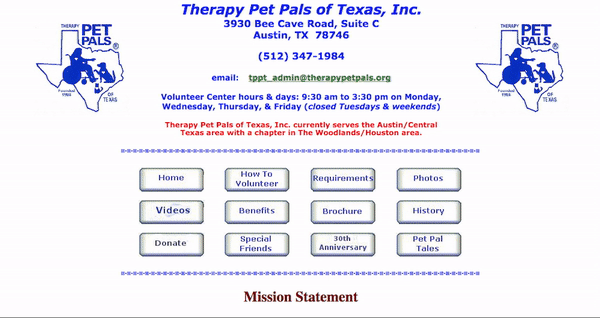 Therapy Pet Pals of Texas, Inc.
3930 Bee Cave Road, Suite C
Austin, TX  78746
(512) 347-1984
email:    tppt_admin@therapypetpals.org
Volunteer Center hours & days: 9:30 am to 3:30 pm on Monday,
Wednesday, Thursday, & Friday (closed Tuesdays & weekends)
Therapy Pet Pals of Texas, Inc. currently serves the Austin/Central
Texas area with a chapter in The Woodlands/Houston area.
THERAPY
PET
PALS®
Founded
1984
OF
TEXAS
THERAPY
PET
PALS®
Founded
1984
OF
TEXAS
Home
How To
Volunteer
Requirements
Photos
Videos
Benefits
Brochure
History
Donate
Special
Friends
30th
Anniversary
Pet Pal
Tales
Mission Statement